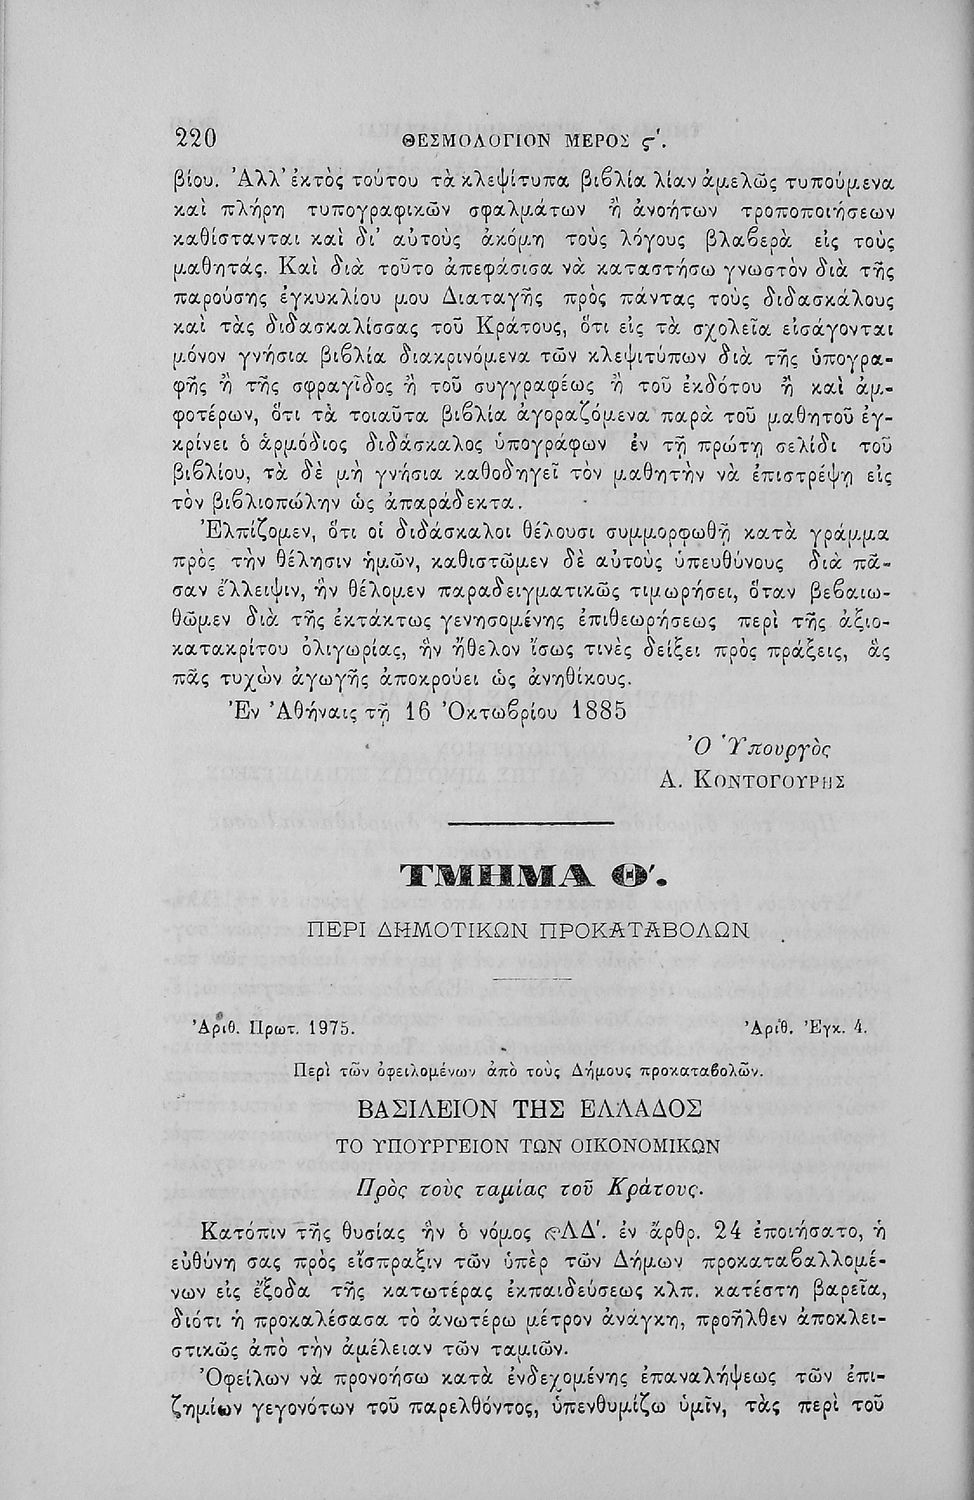 220 ΘΕΣΜΟΛΟΓΙΟΝ ΜΕΡΟΣ ϛ'.
βίου. Ἀλλ' ἐκτὸς τούτου τὰ κλεψίτυπα βιβλία λίαν ἀμελῶς τυπούμενα
καὶ πλήρη τυπογραφικῶν σφαλμάτων ἢ ἀνοήτων τροποποιήσεων
καθίστανται καὶ δι' αὐτοὺς ἀκόμη τοὺς λόγους βλαβερὰ εἰς τοὺς
μαθητάς. Καὶ διὰ τοῦτο ἀπεφάσισα νὰ καταστήσω γνωστὸν διὰ τῆς
παρούσης ἐγκυκλίου μου Διαταγῆς πρὸς πάντας τοὺς διδασκάλους
καὶ τὰς διδασκαλίσσας τοῦ Κράτους, ὅτι εἰς τὰ σχολεῖα εἰσάγονται
μόνον γνήσια βιβλία διακρινόμενα τῶν κλεψιτύπων διὰ τῆς ὑπογρα-
φῆς ἢ τῆς σφραγῖδος ἢ τοῦ συγγραφέως ἢ τοῦ ἐκδότου ἢ καὶ ἀμ-
φοτέρων, ὅτι τὰ τοιαῦτα βιβλία ἀγοραζόμενα παρὰ τοῦ μαθητοῦ ἐγ-
κρίνει ὁ ἁρμόδιος διδάσκαλος ὑπογράφων ἐν τῇ πρώτῃ σελίδι τοῦ
βιβλίου, τὰ δὲ μὴ γνήσια καθοδηγεῖ τὸν μαθητὴν νὰ ἐπιστρέψῃ εἰς
τὸν βιβλιοπώλην ὡς ἀπαράδεκτα.
Ἐλπίζομεν, ὅτι οἱ διδάσκαλοι θέλουσι συμμορφωθῆ κατὰ γράμμα
πρὸς τὴν θέλησιν ἡμῶν, καθιστῶμεν δὲ αὐτοὺς ὑπευθύνους διὰ πᾶ-
σαν ἔλλειψιν, ἣν θέλομεν παραδειγματικῶς τιμωρήσει, ὅταν βεβαιω-
θῶμεν διὰ τῆς ἐκτάκτως γενησομένης ἐπιθεωρήσεως περὶ τῆς ἀξιο-
κατακρίτου ὀλιγωρίας, ἣν ἤθελον ἴσως τινὲς δείξει πρὸς πράξεις, ἃς
πᾶς τυχὼν ἀγωγῆς ἀποκρούει ὡς ἀνηθίκους.
Ἐν Ἀθήναις τῇ 16 Ὀκτωβρίου 1885
Ὁ Ὑπουργὸς
Α. ΚΟΝΤΟΓΟΥΡΗΣ
ΤΜΗΜΑ Θ'.
ΠΕΡΙ ΔΗΜΟΤΙΚΩΝ ΠΡΟΚΑΤΑΒΟΛΩΝ
Ἀριθ. Πρωτ. 1975. Ἀριθ. Ἐγκ. 4.
Περὶ τῶν ὀφειλομένων ἀπὸ τοὺς Δήμους προκαταβολῶν.
ΒΑΣΙΛΕΙΟΝ ΤΗΣ ΕΛΛΑΔΟΣ
ΤΟ ΥΠΟΥΡΓΕΙΟΝ ΤΩΝ ΟΙΚΟΝΟΜΙΚΩΝ
Πρὸς τοὺς ταμίας τοῦ Κράτους.
Κατόπιν τῆς θυσίας ἣν ὁ νόμος ϡΛΔ'. ἐν ἄρθρ. 24 ἐποιήσατο, ἡ
εὐθύνη σας πρὸς εἴσπραξιν τῶν ὑπὲρ τῶν Δήμων προκαταβαλλομέ-
νων εἰς ἔξοδα τῆς κατωτέρας ἐκπαιδεύσεως κλπ. κατέστη βαρεῖα,
διότι ἡ προκαλέσασα τὸ ἀνωτέρω μέτρον ἀνάγκη, προῆλθεν ἀποκλει-
στικῶς ἀπὸ τὴν ἀμέλειαν τῶν ταμιῶν.
Ὀφείλων νὰ προνοήσω κατὰ ἐνδεχομένης ἐπαναλήψεως τῶν ἐπι-
ζημίων γεγονότων τοῦ παρελθόντος, ὑπενθυμίζω ὑμῖν, τὰς περὶ τοῦ